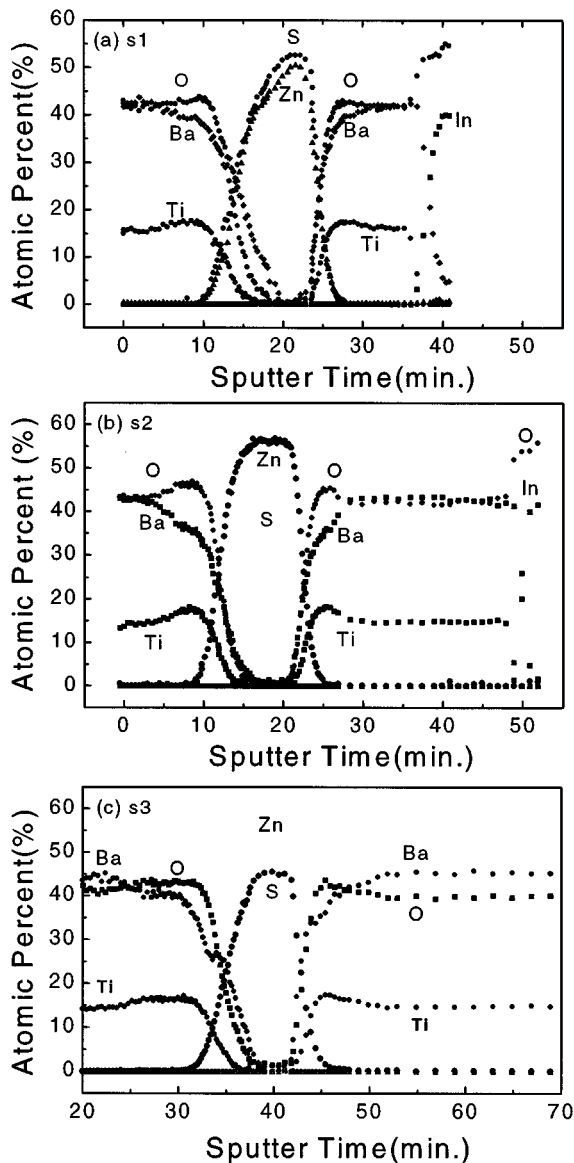 (a) s1
60
50
40
30
20
10
0
Atomic Percent(%)
O
Ba
Ti
S
Zn
O
Ba
Ti
In
0 10 20 30 40 50
Sputter Time(min.)
(b) s2
60
50
40
30
20
10
0
Atomic Percent (%)
O
Ba
Ti
Zn
S
O
Ba
Ti
O
In
0 10 20 30 40 50
Sputter Time(min.)
(c) s3
60
50
40
30
20
10
0
Atomic Percent(%)
Ba
O
Ti
Zn
S
Ba
O
Ti
20 30 40 50 60 70
Sputter Time(min.)